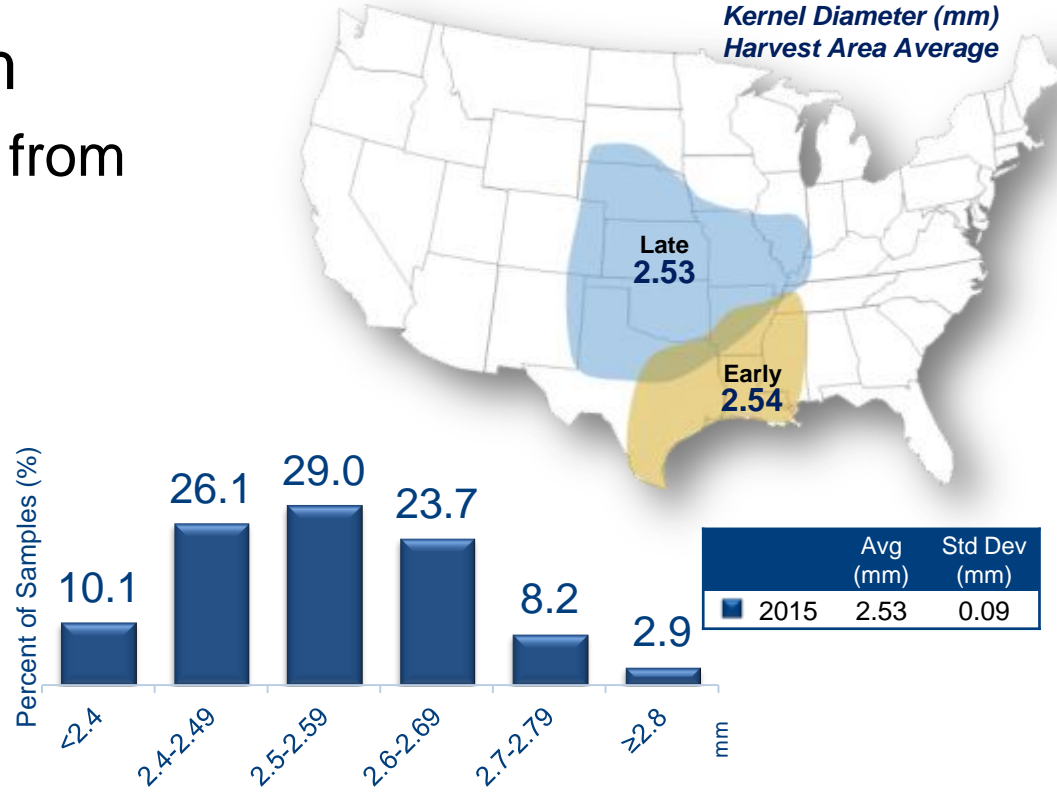 n
from
Kernel Diameter (mm)
Harvest Area Average
Late
2.53
Early
2.54
Percent of Samples (%)
10.1
26.1
29.0
23.7
8.2
2.9
<2.4
2.4-2.49
2.5-2.59
2.6-2.69
2.7-2.79
≥2.8
mm
Avg Std Dev
(mm) (mm)
2015 2.53 0.09